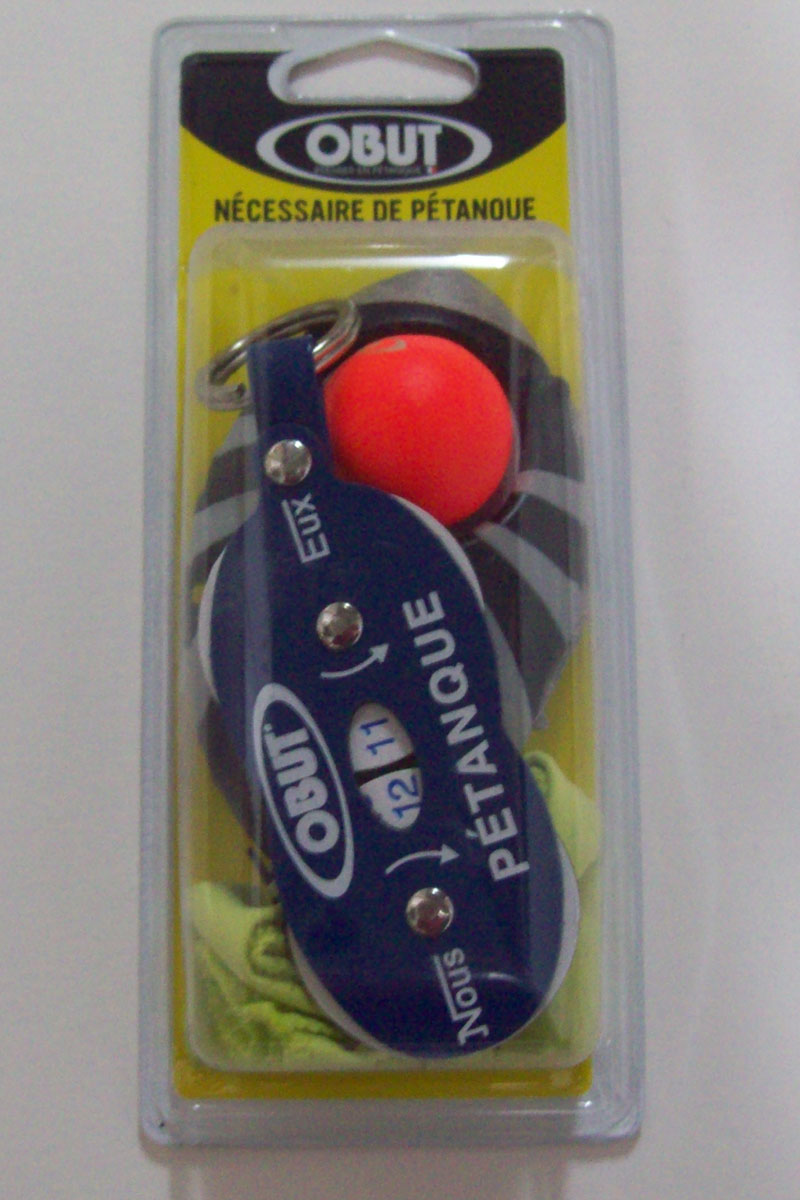 OBUT
NÉCESSAIRE DE PÉTANQUE
Eux
OBUT
12 11
PÉTANQUE
Nous